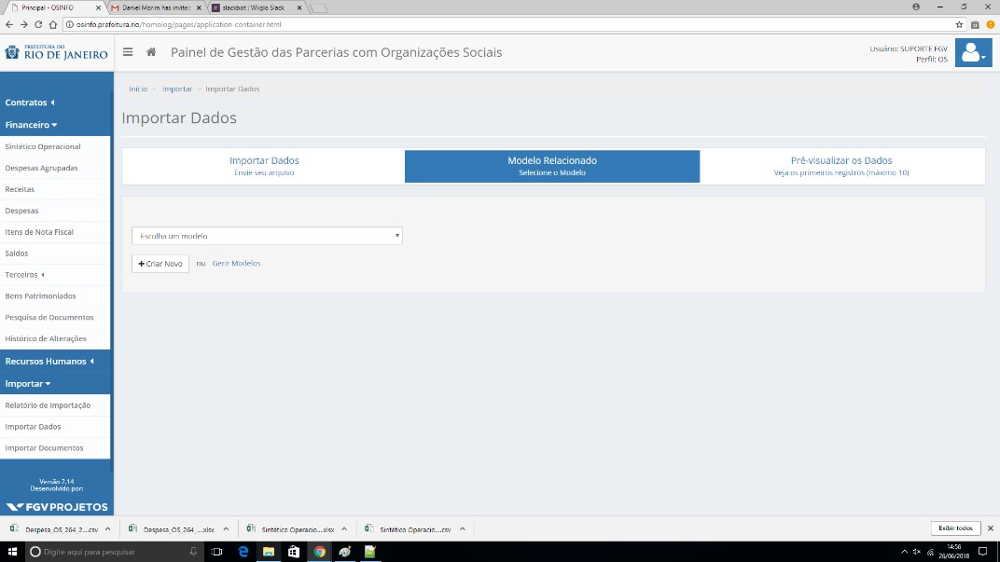 Principal - OSINFO
Daniel Morim has invite:
slackbot | Wiiglo Slack
osinfo.prefeitura.rio/homolog/pages/application-container.html
PREFEITURA DO
RIO DE JANEIRO
Painel de Gestão das Parcerias com Organizações Sociais
Usuário: SUPORTE FGV
Perfil: OS
Início > Importar > Importar Dados
Contratos
Importar Dados
Financeiro
Sintético Operacional
Despesas Agrupadas
Receitas
Despesas
Itens de Nota Fiscal
Saldos
Terceiros
Bens Patrimoniados
Pesquisa de Documentos
Histórico de Alterações
Recursos Humanos
Importar
Relatório de Importação
Importar Dados
Importar Documentos
Versão 2.14
Desenvolvido por:
FGV PROJETOS
Importar Dados
Envie seu arquivo
Modelo Relacionado
Selecione o Modelo
Pré-visualizar os Dados
Veja os primeiros registros (máximo 10)
Escolha um modelo
+ Criar Novo ou Gerir Modelos
Despesa_OS_264_2....csv
Despesa_OS_264_....xlsx
Sintético Operacio....xlsx
Sintético Operacio....csv
Exibir todos
Digite aqui para pesquisar
14:56
26/06/2018